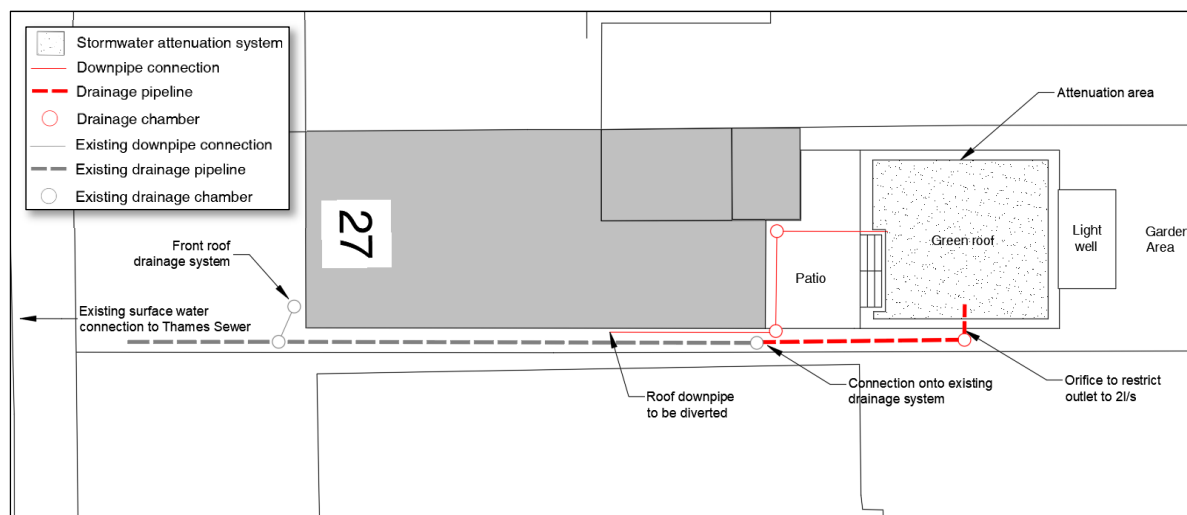 Stormwater attenuation system
Downpipe connection
Drainage pipeline
Drainage chamber
Existing downpipe connection
Existing drainage pipeline
Existing drainage chamber
Attenuation area
27
Front roof
drainage system
Existing surface water
connection to Thames Sewer
Patio
Green roof
Light
well
Garden
Area
Roof downpipe
to be diverted
Connection onto existing
drainage system
Orifice to restrict
outlet to 2l/s